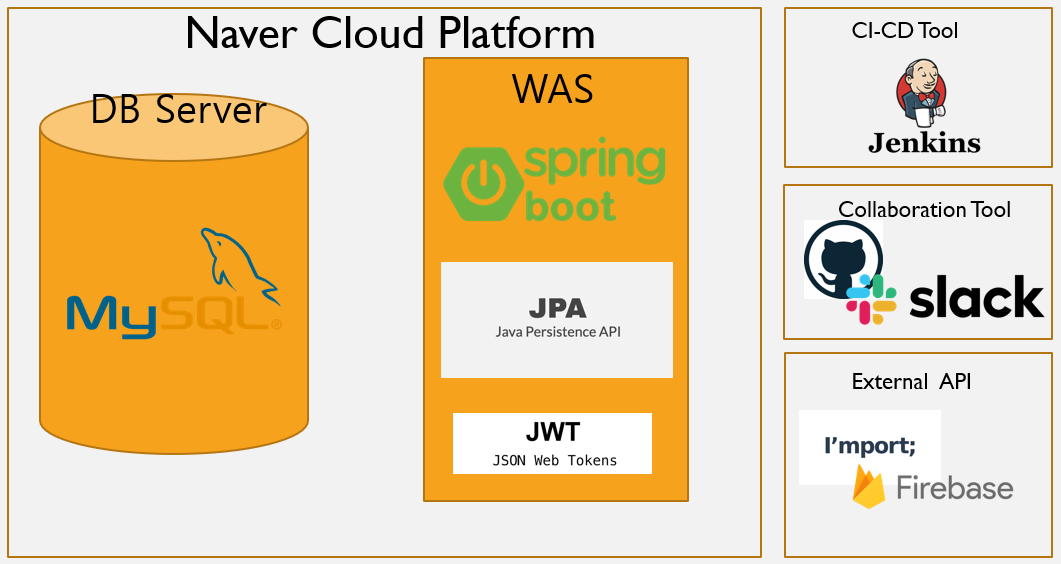 Naver Cloud Platform
DB Server
MySQL®
WAS
spring
boot
JPA
Java Persistence API
JWT
JSON Web Tokens
CI-CD Tool
Jenkins
Collaboration Tool
slack
External API
I'mport;
Firebase